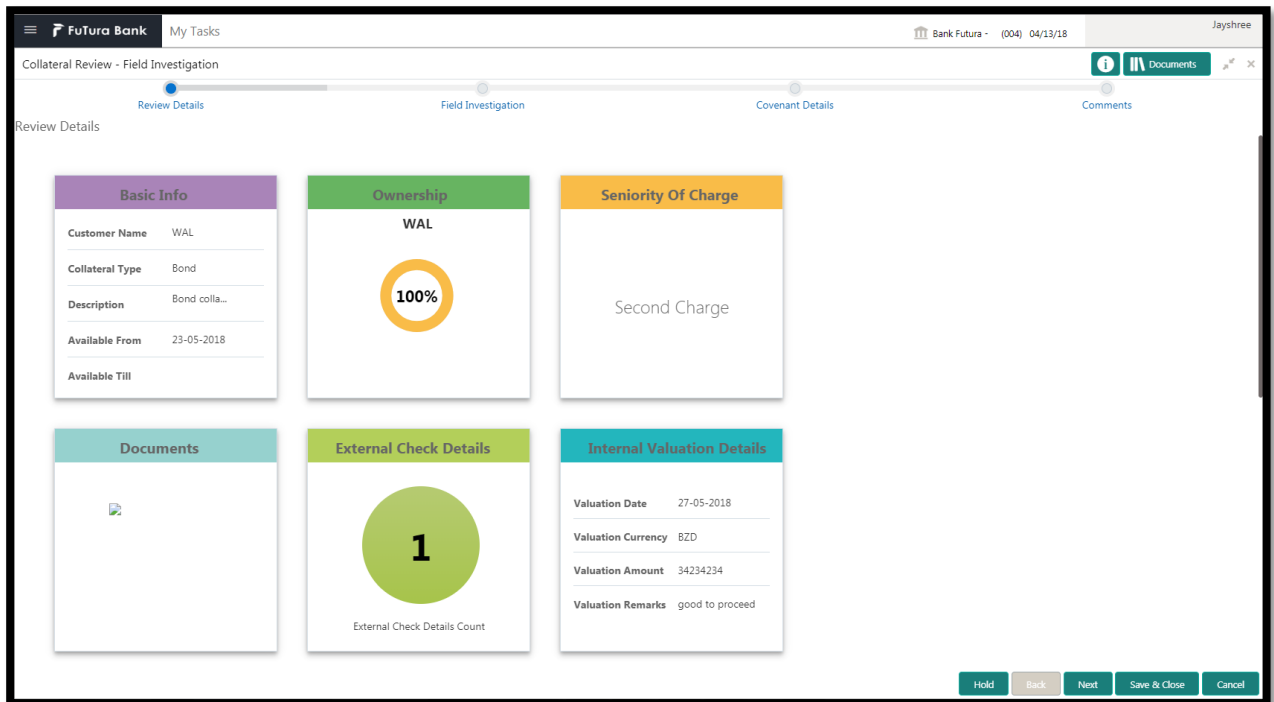 FuTura Bank
My Tasks
Bank Futura - (004) 04/13/18
Jayshree
Collateral Review - Field Investigation
i
Documents
Review Details
Field Investigation
Covenant Details
Comments
Review Details
Basic Info
Customer Name WAL
Collateral Type Bond
Description Bond colla...
Available From 23-05-2018
Available Till
Ownership
WAL
100%
Seniority Of Charge
Second Charge
Documents
External Check Details
1
External Check Details Count
Internal Valuation Details
Valuation Date 27-05-2018
Valuation Currency BZD
Valuation Amount 34234234
Valuation Remarks good to proceed
Hold
Back
Next
Save & Close
Cancel